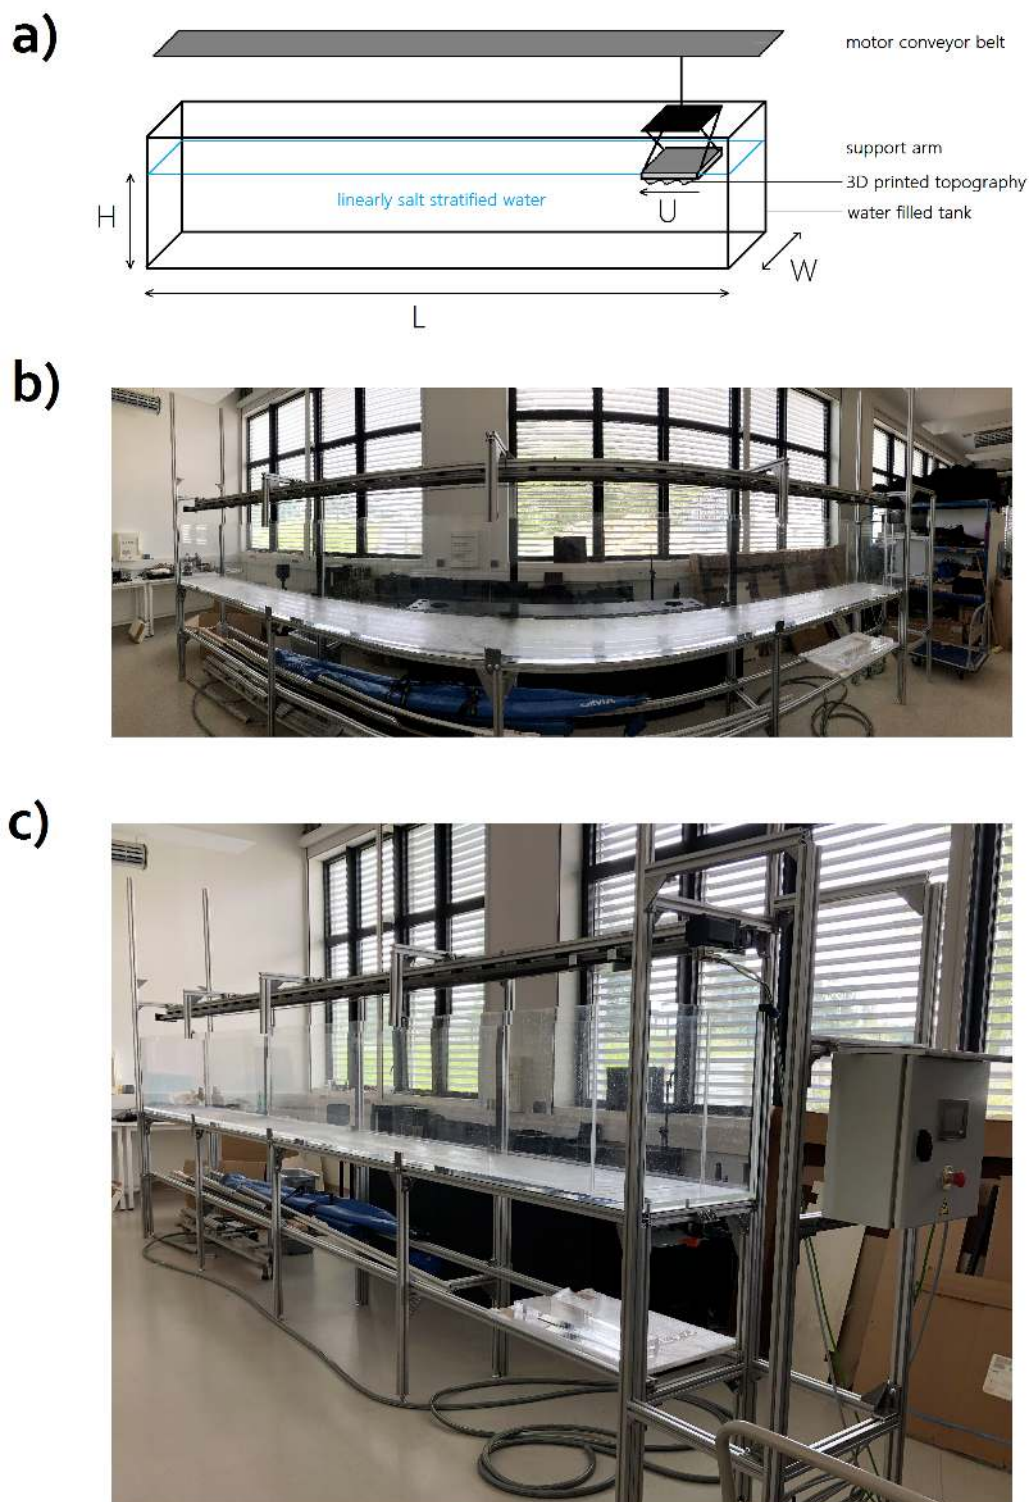 a)
motor conveyor belt
support arm
3D printed topography
linearly salt stratified water
water filled tank
H
U
W
L
b)
c)